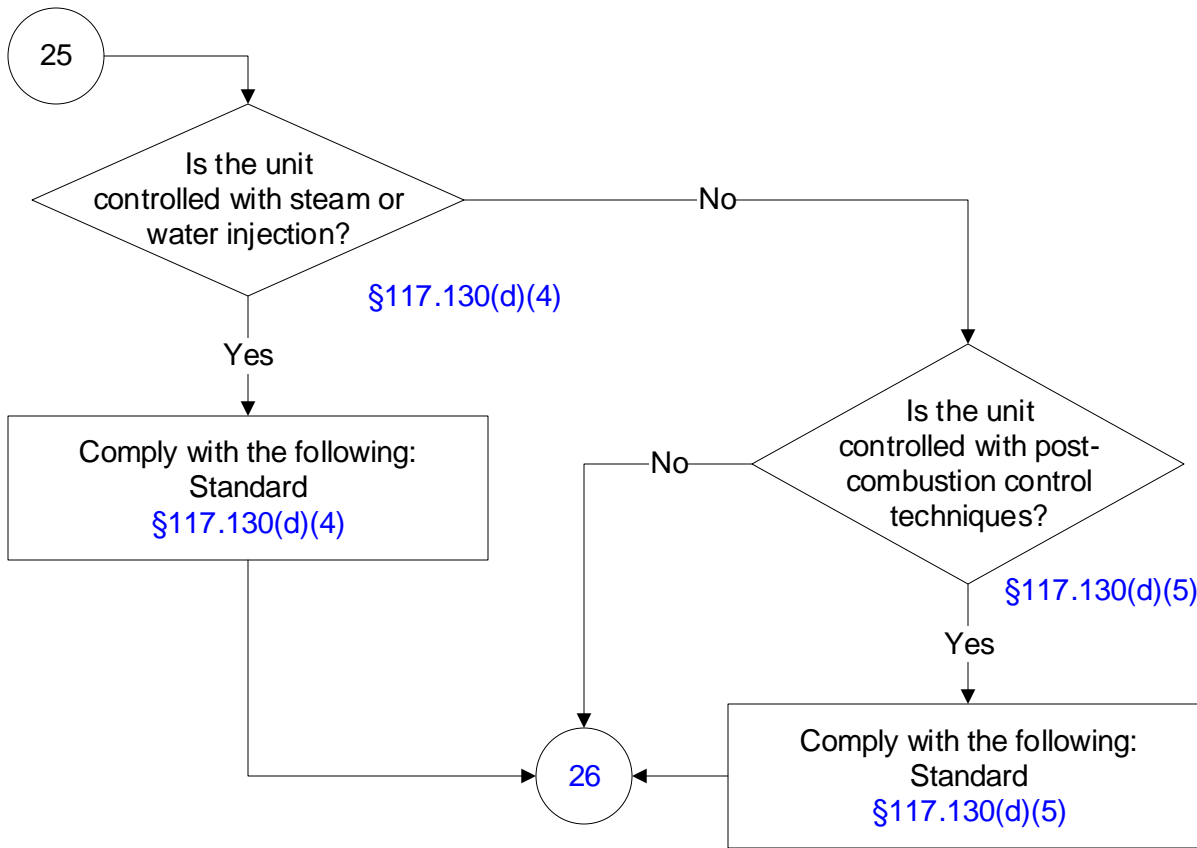 25
Is the unit
controlled with steam or
water injection?
No
§117.130(d)(4)
Yes
Comply with the following:
Standard
§117.130(d)(4)
Is the unit
controlled with post-
combustion control
techniques?
No
§117.130(d)(5)
Yes
Comply with the following:
Standard
§117.130(d)(5)
26